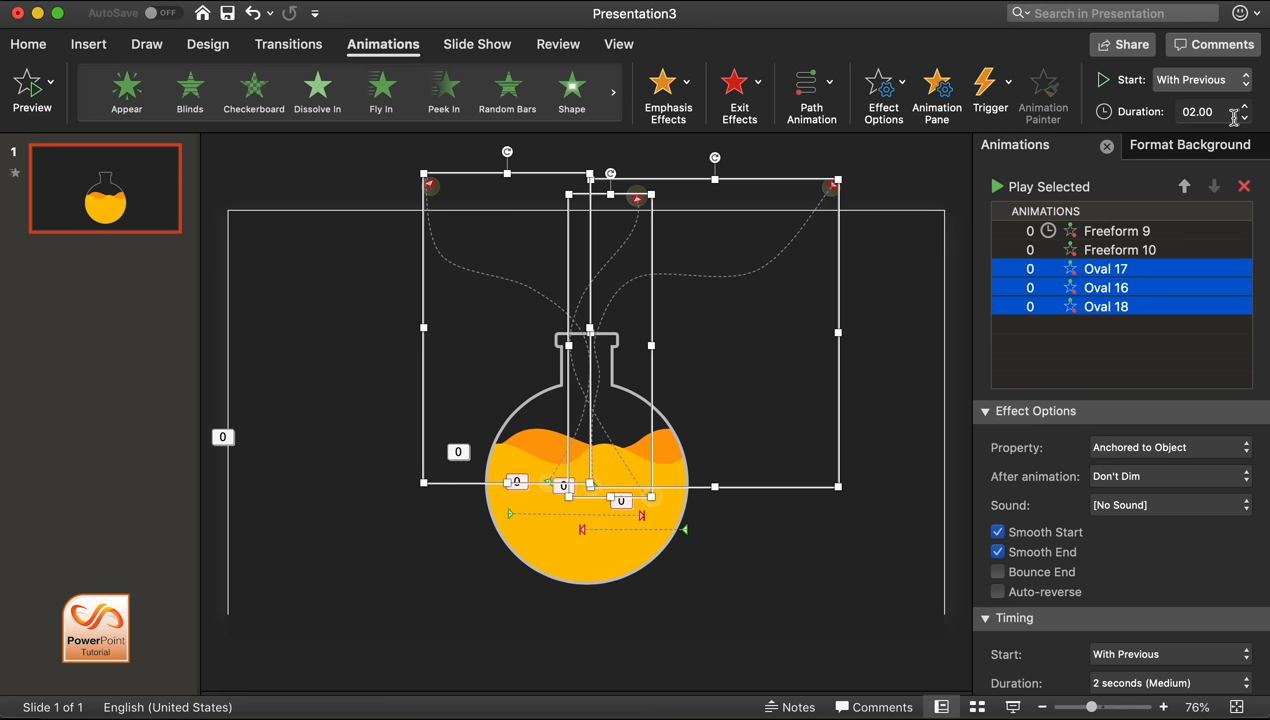 AutoSave OFF
Presentation3
Search in Presentation
Home Insert Draw Design Transitions Animations Slide Show Review View
Share
Comments
Preview
Appear Blinds Checkerboard Dissolve In Fly In Peek In Random Bars Shape
Emphasis Effects
Exit Effects
Path Animation
Effect Options
Animation Pane
Trigger
Animation Painter
Start: With Previous
Duration: 02.00
1
Animations
Format Background
Play Selected
ANIMATIONS
0 Freeform 9
0 Freeform 10
0 Oval 17
0 Oval 16
0 Oval 18
0
0
0
0
0
Effect Options
Property: Anchored to Object
After animation: Don't Dim
Sound: [No Sound]
Smooth Start
Smooth End
Bounce End
Auto-reverse
Timing
Start: With Previous
Duration: 2 seconds (Medium)
PowerPoint
Tutorial
Slide 1 of 1
English (United States)
Notes
Comments
76%